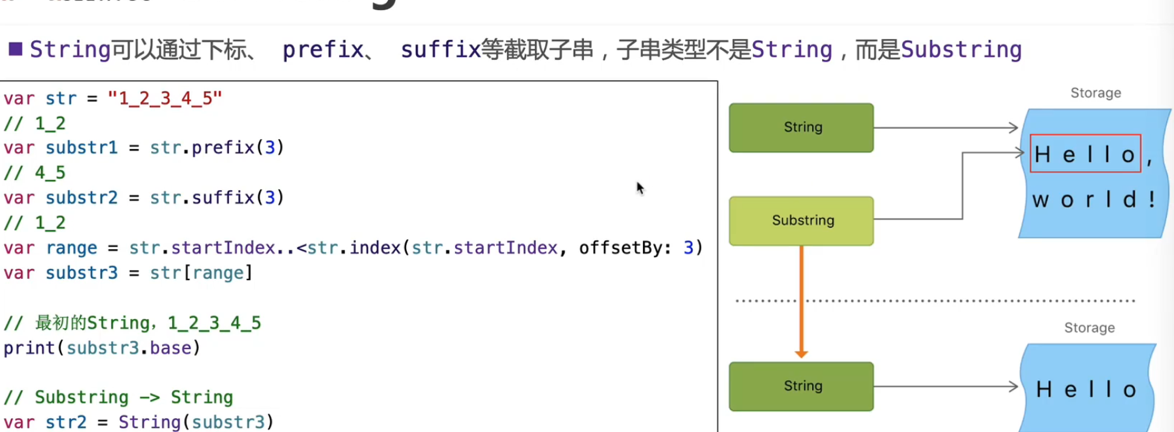 ■ String可以通过下标、 prefix、 suffix等截取子串，子串类型不是String，而是Substring
var str = "1_2_3_4_5"
// 1_2
var substr1 = str.prefix(3)
// 4_5
var substr2 = str.suffix(3)
// 1_2
var range = str.startIndex..<str.index(str.startIndex, offsetBy: 3)
var substr3 = str[range]
// 最初的String，1_2_3_4_5
print(substr3.base)
// Substring -> String
var str2 = String(substr3)
Storage
String
Hello,
world!
Substring
Storage
String
Hello